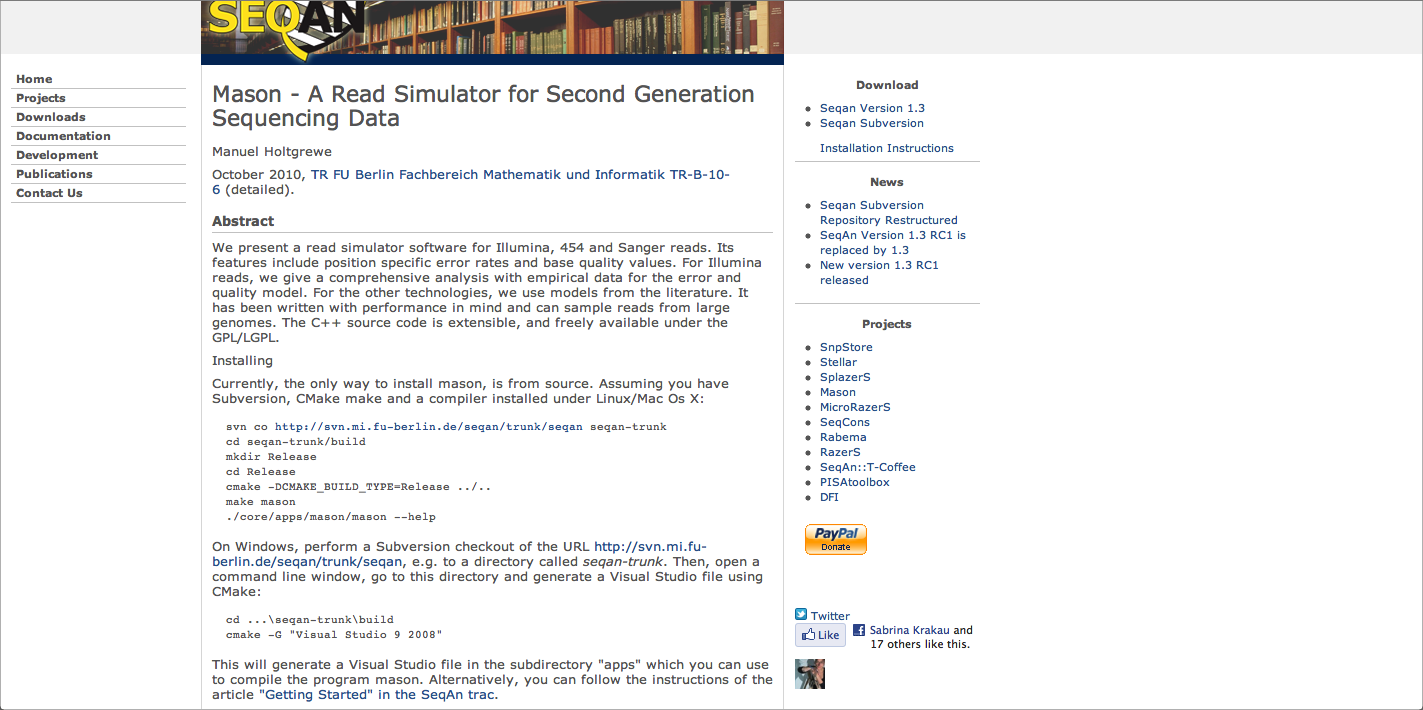 SEQAN
Home
Projects
Downloads
Documentation
Development
Publications
Contact Us
Mason - A Read Simulator for Second Generation
Sequencing Data
Manuel Holtgrewe
October 2010, TR FU Berlin Fachbereich Mathematik und Informatik TR-B-10-
6 (detailed).
Abstract
We present a read simulator software for Illumina, 454 and Sanger reads. Its
features include position specific error rates and base quality values. For Illumina
reads, we give a comprehensive analysis with empirical data for the error and
quality model. For the other technologies, we use models from the literature. It
has been written with performance in mind and can sample reads from large
genomes. The C++ source code is extensible, and freely available under the
GPL/LGPL.
Installing
Currently, the only way to install mason, is from source. Assuming you have
Subversion, CMake make and a compiler installed under Linux/Mac Os X:
svn co http://svn.mi.fu-berlin.de/seqan/trunk/seqan seqan-trunk
cd seqan-trunk/build
mkdir Release
cd Release
cmake -DCMAKE_BUILD_TYPE=Release ../..
make mason
./core/apps/mason/mason --help
On Windows, perform a Subversion checkout of the URL http://svn.mi.fu-
berlin.de/seqan/trunk/seqan, e.g. to a directory called seqan-trunk. Then, open a
command line window, go to this directory and generate a Visual Studio file using
CMake:
cd ...\seqan-trunk\build
cmake -G "Visual Studio 9 2008"
This will generate a Visual Studio file in the subdirectory "apps" which you can use
to compile the program mason. Alternatively, you can follow the instructions of the
article "Getting Started" in the SeqAn trac.
Download
Seqan Version 1.3
Seqan Subversion
Installation Instructions
News
Seqan Subversion
Repository Restructured
SeqAn Version 1.3 RC1 is
replaced by 1.3
New version 1.3 RC1
released
Projects
SnpStore
Stellar
SplazerS
Mason
MicroRazerS
SeqCons
Rabema
RazerS
SeqAn::T-Coffee
PISAtoolbox
DFI
PayPal
Donate
Twitter
Like
Sabrina Krakau and
17 others like this.